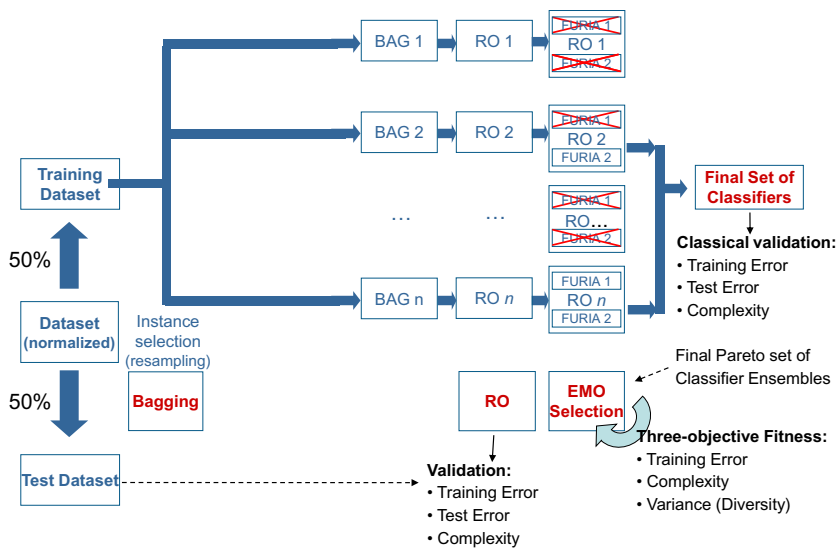 BAG 1
RO 1
FURIA 1
RO 1
FURIA 2
BAG 2
RO 2
FURIA 1
RO 2
FURIA 2
Training
Dataset
Final Set of
Classifiers
…
…
FURIA 1
RO…
FURIA 2
50%
Classical validation:
• Training Error
• Test Error
• Complexity
BAG n
RO n
FURIA 1
RO n
FURIA 2
Dataset
(normalized)
Instance
selection
(resampling)
Bagging
RO
EMO
Selection
Final Pareto set of
Classifier Ensembles
50%
Three-objective Fitness:
• Training Error
• Complexity
• Variance (Diversity)
Test Dataset
Validation:
• Training Error
• Test Error
• Complexity